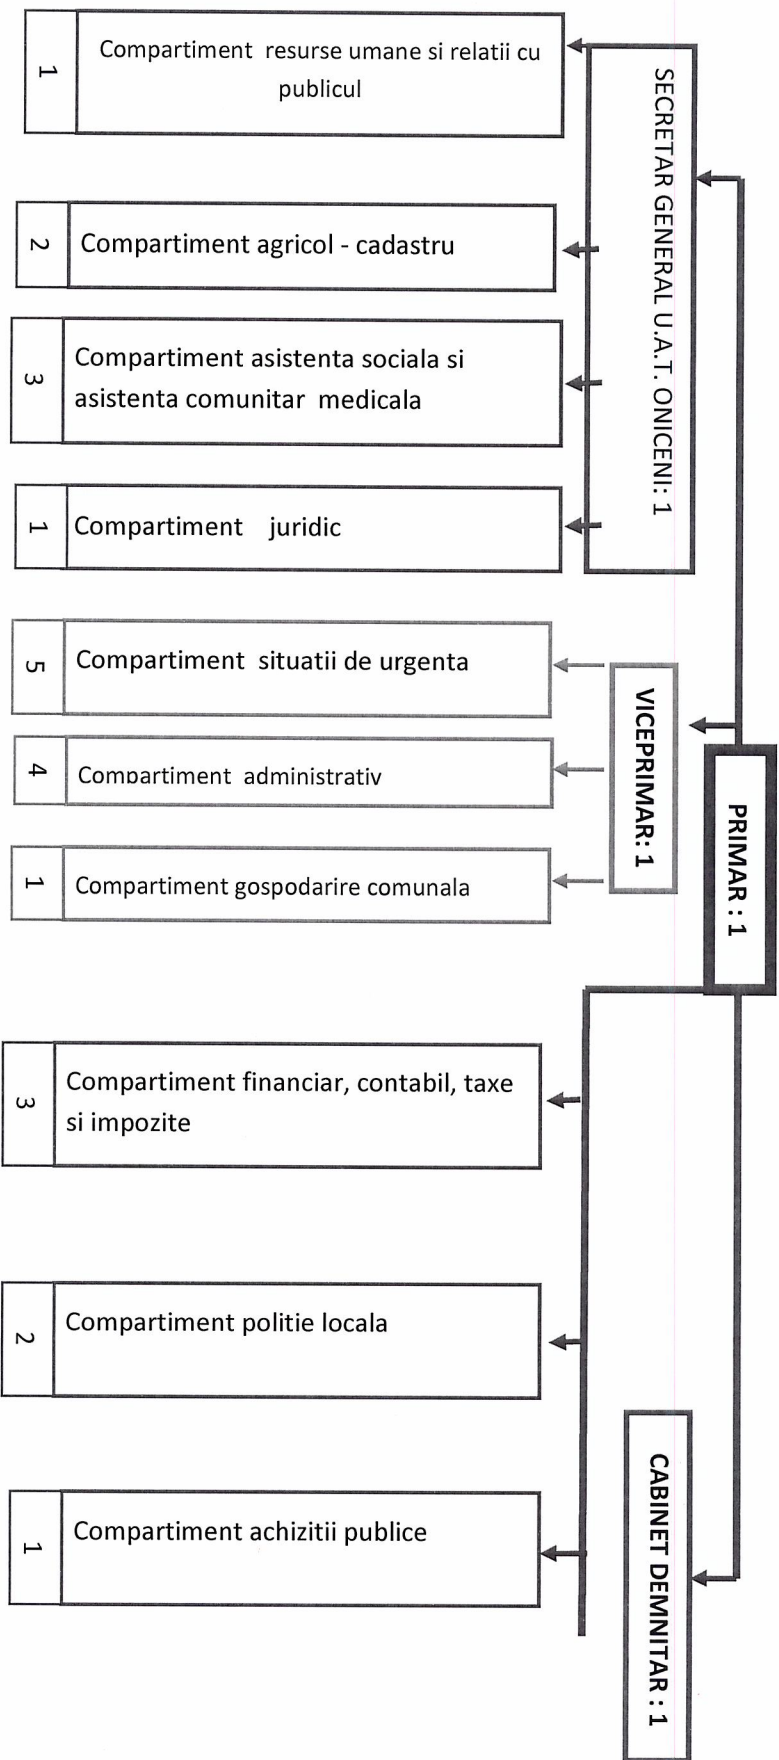 PRIMAR : 1
SECRETAR GENERAL U.A.T. ONICENI: 1
VICEPRIMAR: 1
CABINET DEMNITAR : 1
Compartiment resurse umane si relatii cu
publicul
1
Compartiment agricol - cadastru
2
Compartiment asistenta sociala si
asistenta comunitar medicala
3
Compartiment juridic
1
Compartiment situatii de urgenta
5
Compartiment administrativ
4
Compartiment gospodarire comunala
1
Compartiment financiar, contabil, taxe
si impozite
3
Compartiment politie locala
2
Compartiment achizitii publice
1